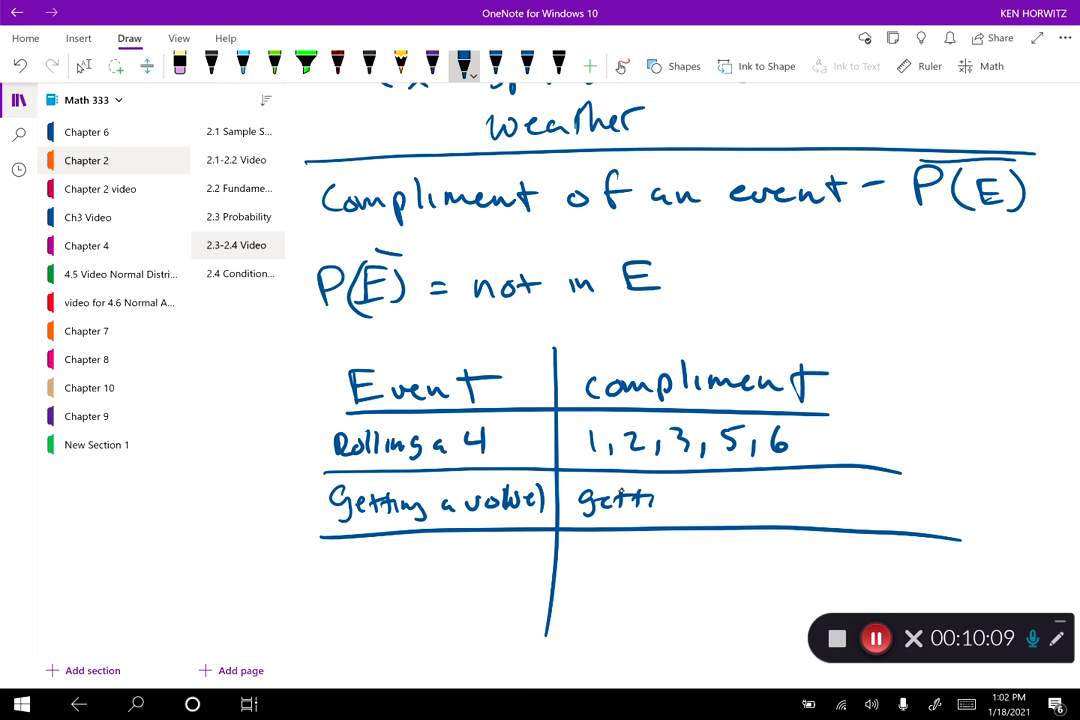 OneNote for Windows 10
KEN HORWITZ
Home Insert Draw View Help
Share
Shapes Ink to Shape Ink to Text Ruler Math
Math 333
Chapter 6
Chapter 2
Chapter 2 video
Ch3 Video
Chapter 4
4.5 Video Normal Distri...
video for 4.6 Normal A...
Chapter 7
Chapter 8
Chapter 10
Chapter 9
New Section 1
Add section
2.1 Sample S...
2.1-2.2 Video
2.2 Fundame...
2.3 Probability
2.3-2.4 Video
2.4 Condition...
Add page
weather
Compliment of an event - P̅(̅E̅)̅
P(E̅) = not in E
Event compliment
Rolling a 4 1, 2, 3, 5, 6
Getting a volwel getti
00:10:09
1:02 PM
1/18/2021
6